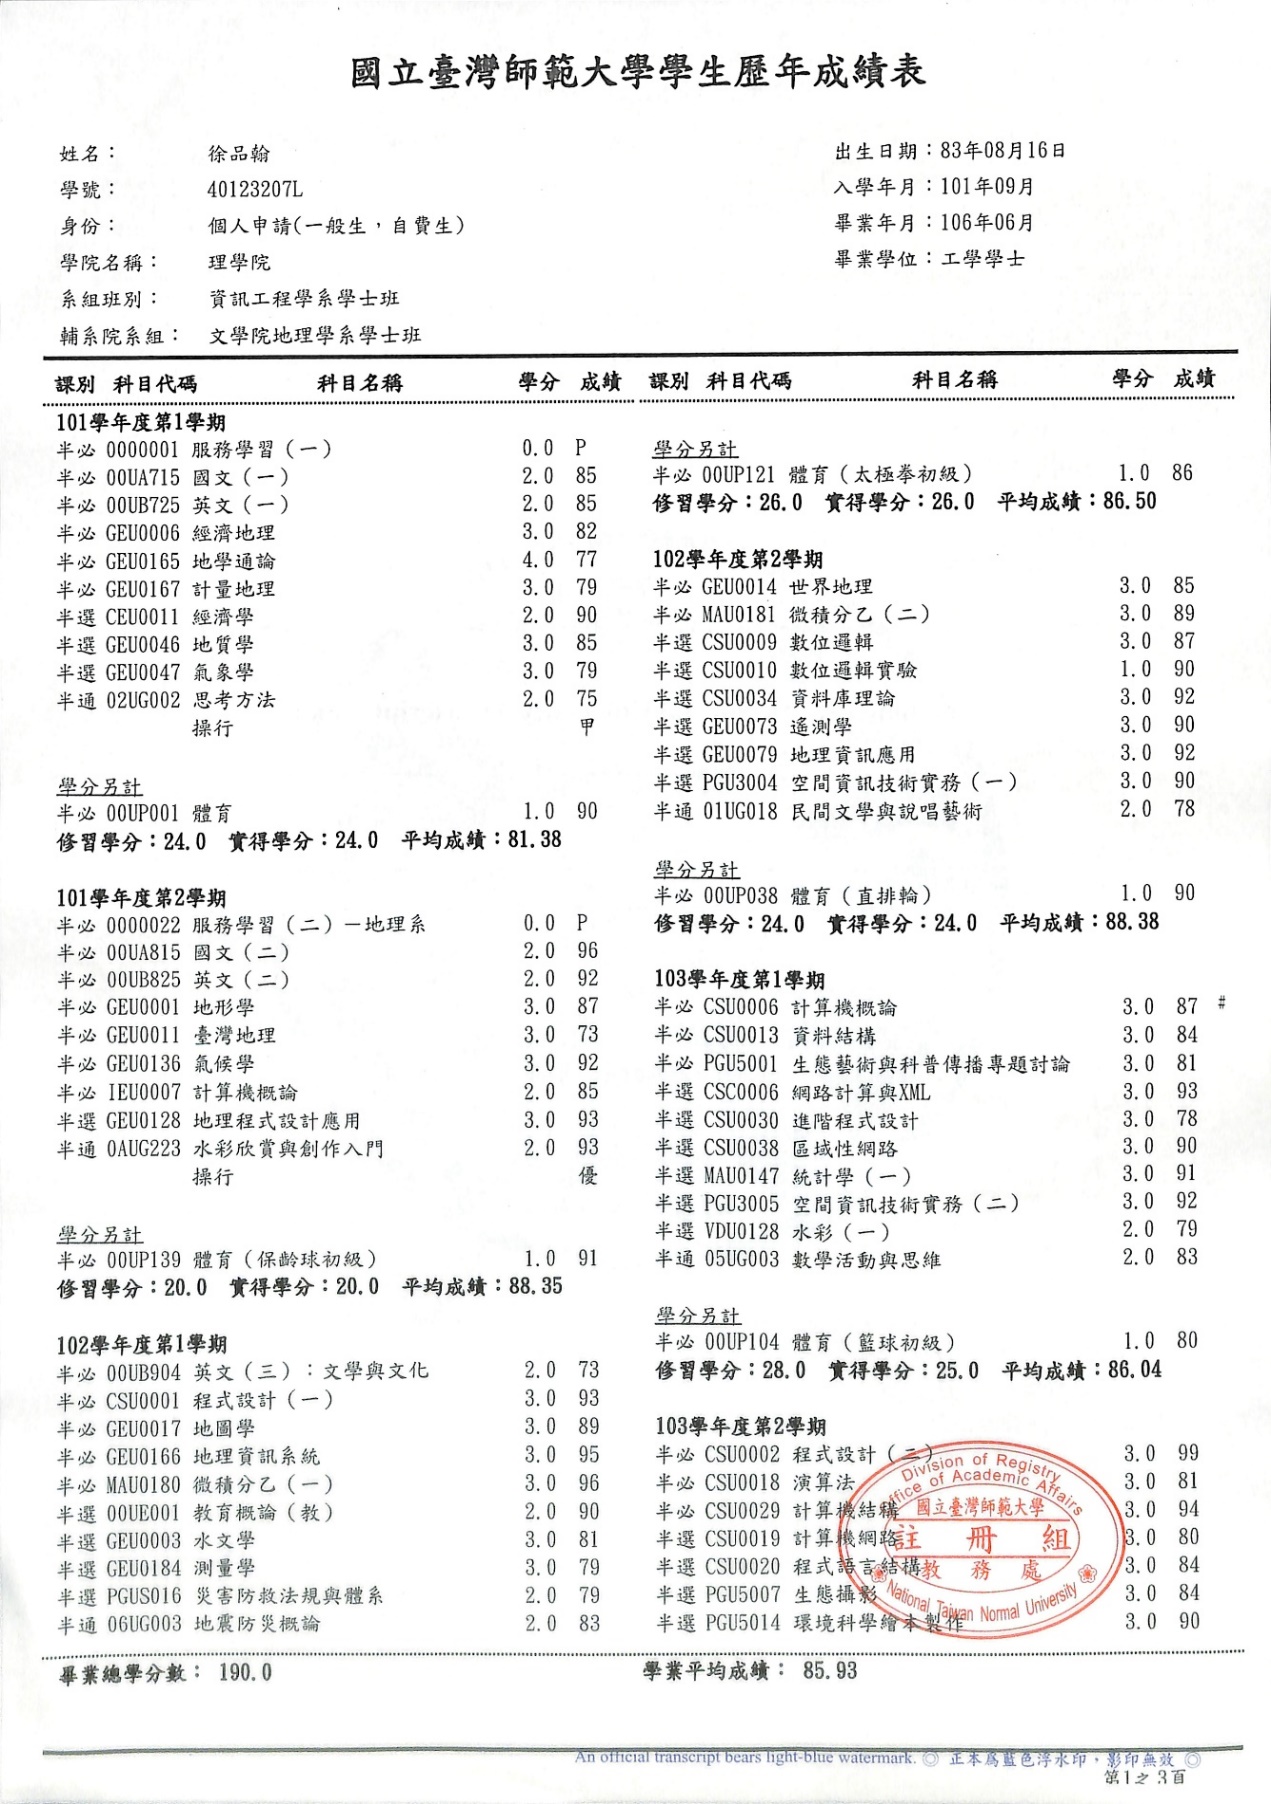 國立臺灣師範大學學生歷年成績表
姓名： 徐品翰
學號： 40123207L
身份： 個人申請(一般生，自費生)
學院名稱： 理學院
系組班別： 資訊工程學系學士班
輔系院系組： 文學院地理學系學士班
出生日期：83年08月16日
入學年月：101年09月
畢業年月：106年06月
畢業學位：工學學士
課別 科目代碼 科目名稱 學分 成績
101學年度第1學期
半必 0000001 服務學習（一） 0.0 P
半必 00UA715 國文（一） 2.0 85
半必 00UB725 英文（一） 2.0 85
半必 GEU0006 經濟地理 3.0 82
半必 GEU0165 地學通論 4.0 77
半必 GEU0167 計量地理 3.0 79
半選 CEU0011 經濟學 2.0 90
半選 GEU0046 地質學 3.0 85
半選 GEU0047 氣象學 3.0 79
半通 02UG002 思考方法 2.0 75
操行 甲
學分另計
半必 00UP001 體育 1.0 90
修習學分：24.0 實得學分：24.0 平均成績：81.38
101學年度第2學期
半必 0000022 服務學習（二）－地理系 0.0 P
半必 00UA815 國文（二） 2.0 96
半必 00UB825 英文（二） 2.0 92
半必 GEU0001 地形學 3.0 87
半必 GEU0011 臺灣地理 3.0 73
半必 GEU0136 氣候學 3.0 92
半必 IEU0007 計算機概論 2.0 85
半選 GEU0128 地理程式設計應用 3.0 93
半通 0AUG223 水彩欣賞與創作入門 2.0 93
操行 優
學分另計
半必 00UP139 體育（保齡球初級） 1.0 91
修習學分：20.0 實得學分：20.0 平均成績：88.35
102學年度第1學期
半必 00UB904 英文（三）：文學與文化 2.0 73
半必 CSU0001 程式設計（一） 3.0 93
半必 GEU0017 地圖學 3.0 89
半必 GEU0166 地理資訊系統 3.0 95
半必 MAU0180 微積分乙（一） 3.0 96
半選 00UE001 教育概論（教） 2.0 90
半選 GEU0003 水文學 3.0 81
半選 GEU0184 測量學 3.0 79
半選 PGUS016 災害防救法規與體系 2.0 79
半通 06UG003 地震防災概論 2.0 83
課別 科目代碼 科目名稱 學分 成績
學分另計
半必 00UP121 體育（太極拳初級） 1.0 86
修習學分：26.0 實得學分：26.0 平均成績：86.50
102學年度第2學期
半必 GEU0014 世界地理 3.0 85
半必 MAU0181 微積分乙（二） 3.0 89
半選 CSU0009 數位邏輯 3.0 87
半選 CSU0010 數位邏輯實驗 1.0 90
半選 CSU0034 資料庫理論 3.0 92
半選 GEU0073 遙測學 3.0 90
半選 GEU0079 地理資訊應用 3.0 92
半選 PGU3004 空間資訊技術實務（一） 3.0 90
半通 01UG018 民間文學與說唱藝術 2.0 78
學分另計
半必 00UP038 體育（直排輪） 1.0 90
修習學分：24.0 實得學分：24.0 平均成績：88.38
103學年度第1學期
半必 CSU0006 計算機概論 3.0 87 #
半必 CSU0013 資料結構 3.0 84
半必 PGU5001 生態藝術與科普傳播專題討論 3.0 81
半選 CSC0006 網路計算與XML 3.0 93
半選 CSU0030 進階程式設計 3.0 78
半選 CSU0038 區域性網路 3.0 90
半選 MAU0147 統計學（一） 3.0 91
半選 PGU3005 空間資訊技術實務（二） 3.0 92
半選 VDU0128 水彩（一） 2.0 79
半通 05UG003 數學活動與思維 2.0 83
學分另計
半必 00UP104 體育（籃球初級） 1.0 80
修習學分：28.0 實得學分：25.0 平均成績：86.04
103學年度第2學期
半必 CSU0002 程式設計（二） 3.0 99
半必 CSU0018 演算法 3.0 81
半必 CSU0029 計算機結構 3.0 94
半選 CSU0019 計算機網路 3.0 80
半選 CSU0020 程式語言結構 3.0 84
半選 PGU5007 生態攝影 3.0 84
半選 PGU5014 環境科學繪本製作 3.0 90
Division of Registry
Office of Academic Affairs
國立臺灣師範大學
註冊組
教務處
National Taiwan Normal University
畢業總學分數： 190.0 學業平均成績： 85.93
An official transcript bears light-blue watermark. ◎ 正本為藍色浮水印，影印無效 ◎
第1之 3頁